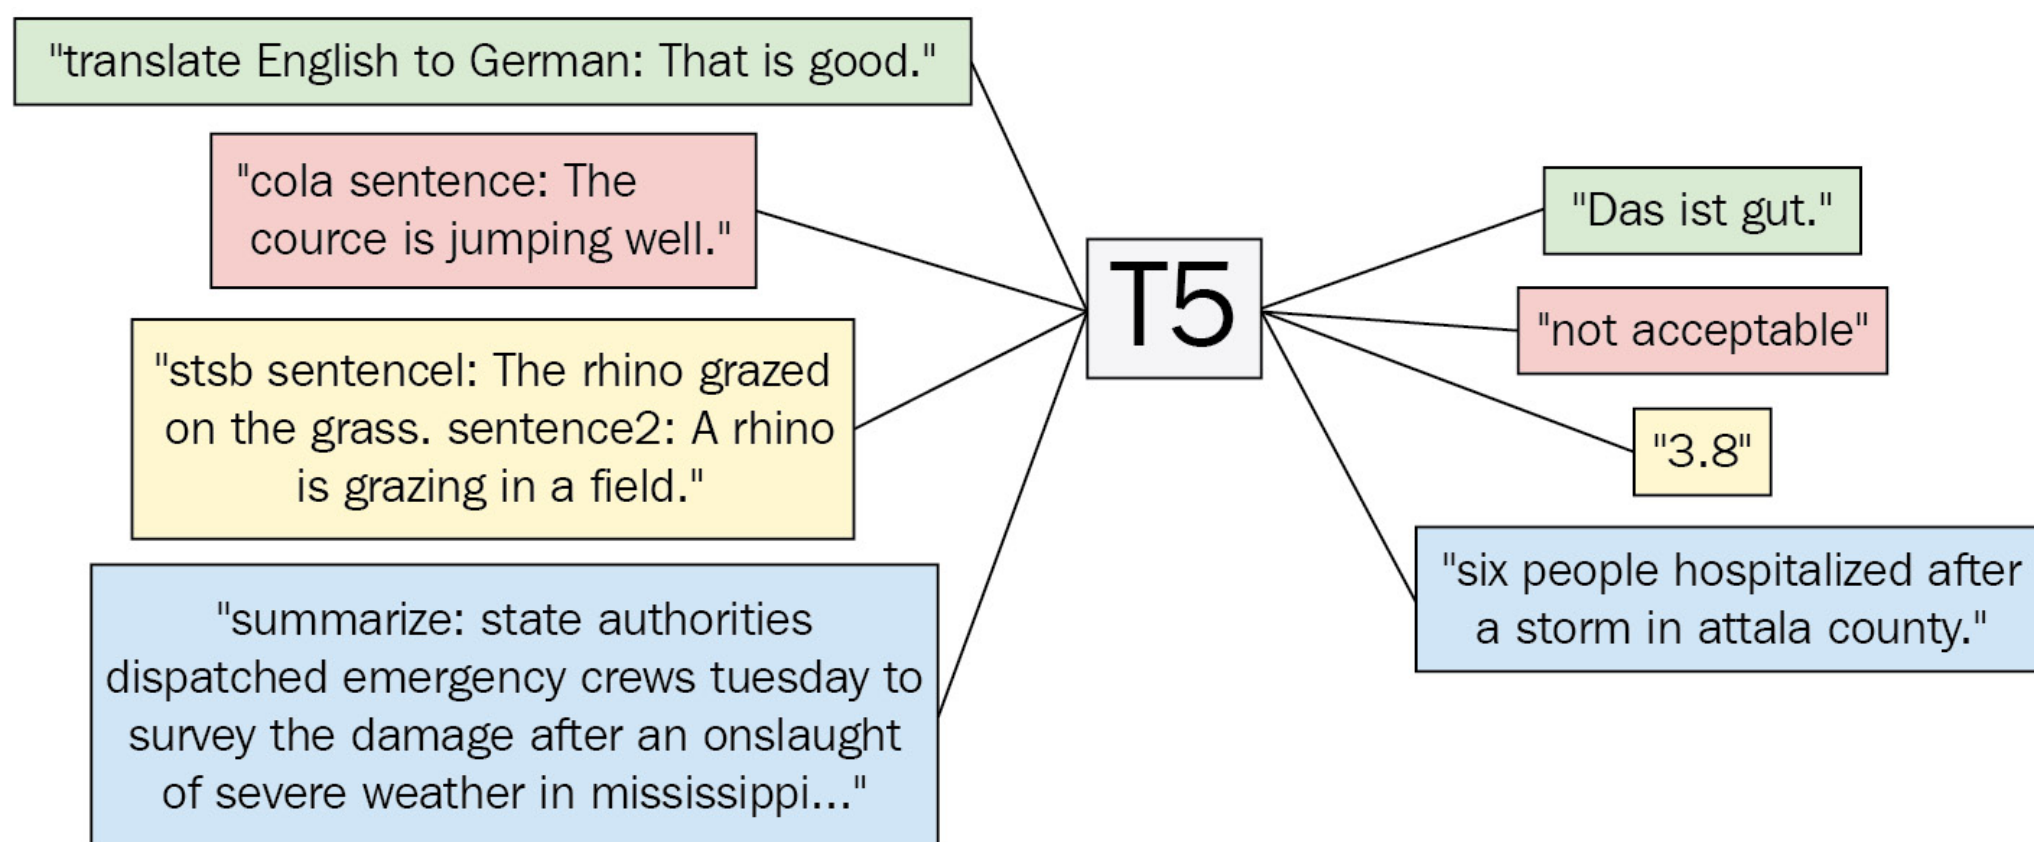 "translate English to German: That is good."
"cola sentence: The
cource is jumping well."
"stsb sentencel: The rhino grazed
on the grass. sentence2: A rhino
is grazing in a field."
"summarize: state authorities
dispatched emergency crews tuesday to
survey the damage after an onslaught
of severe weather in mississippi..."
T5
"Das ist gut."
"not acceptable"
"3.8"
"six people hospitalized after
a storm in attala county."